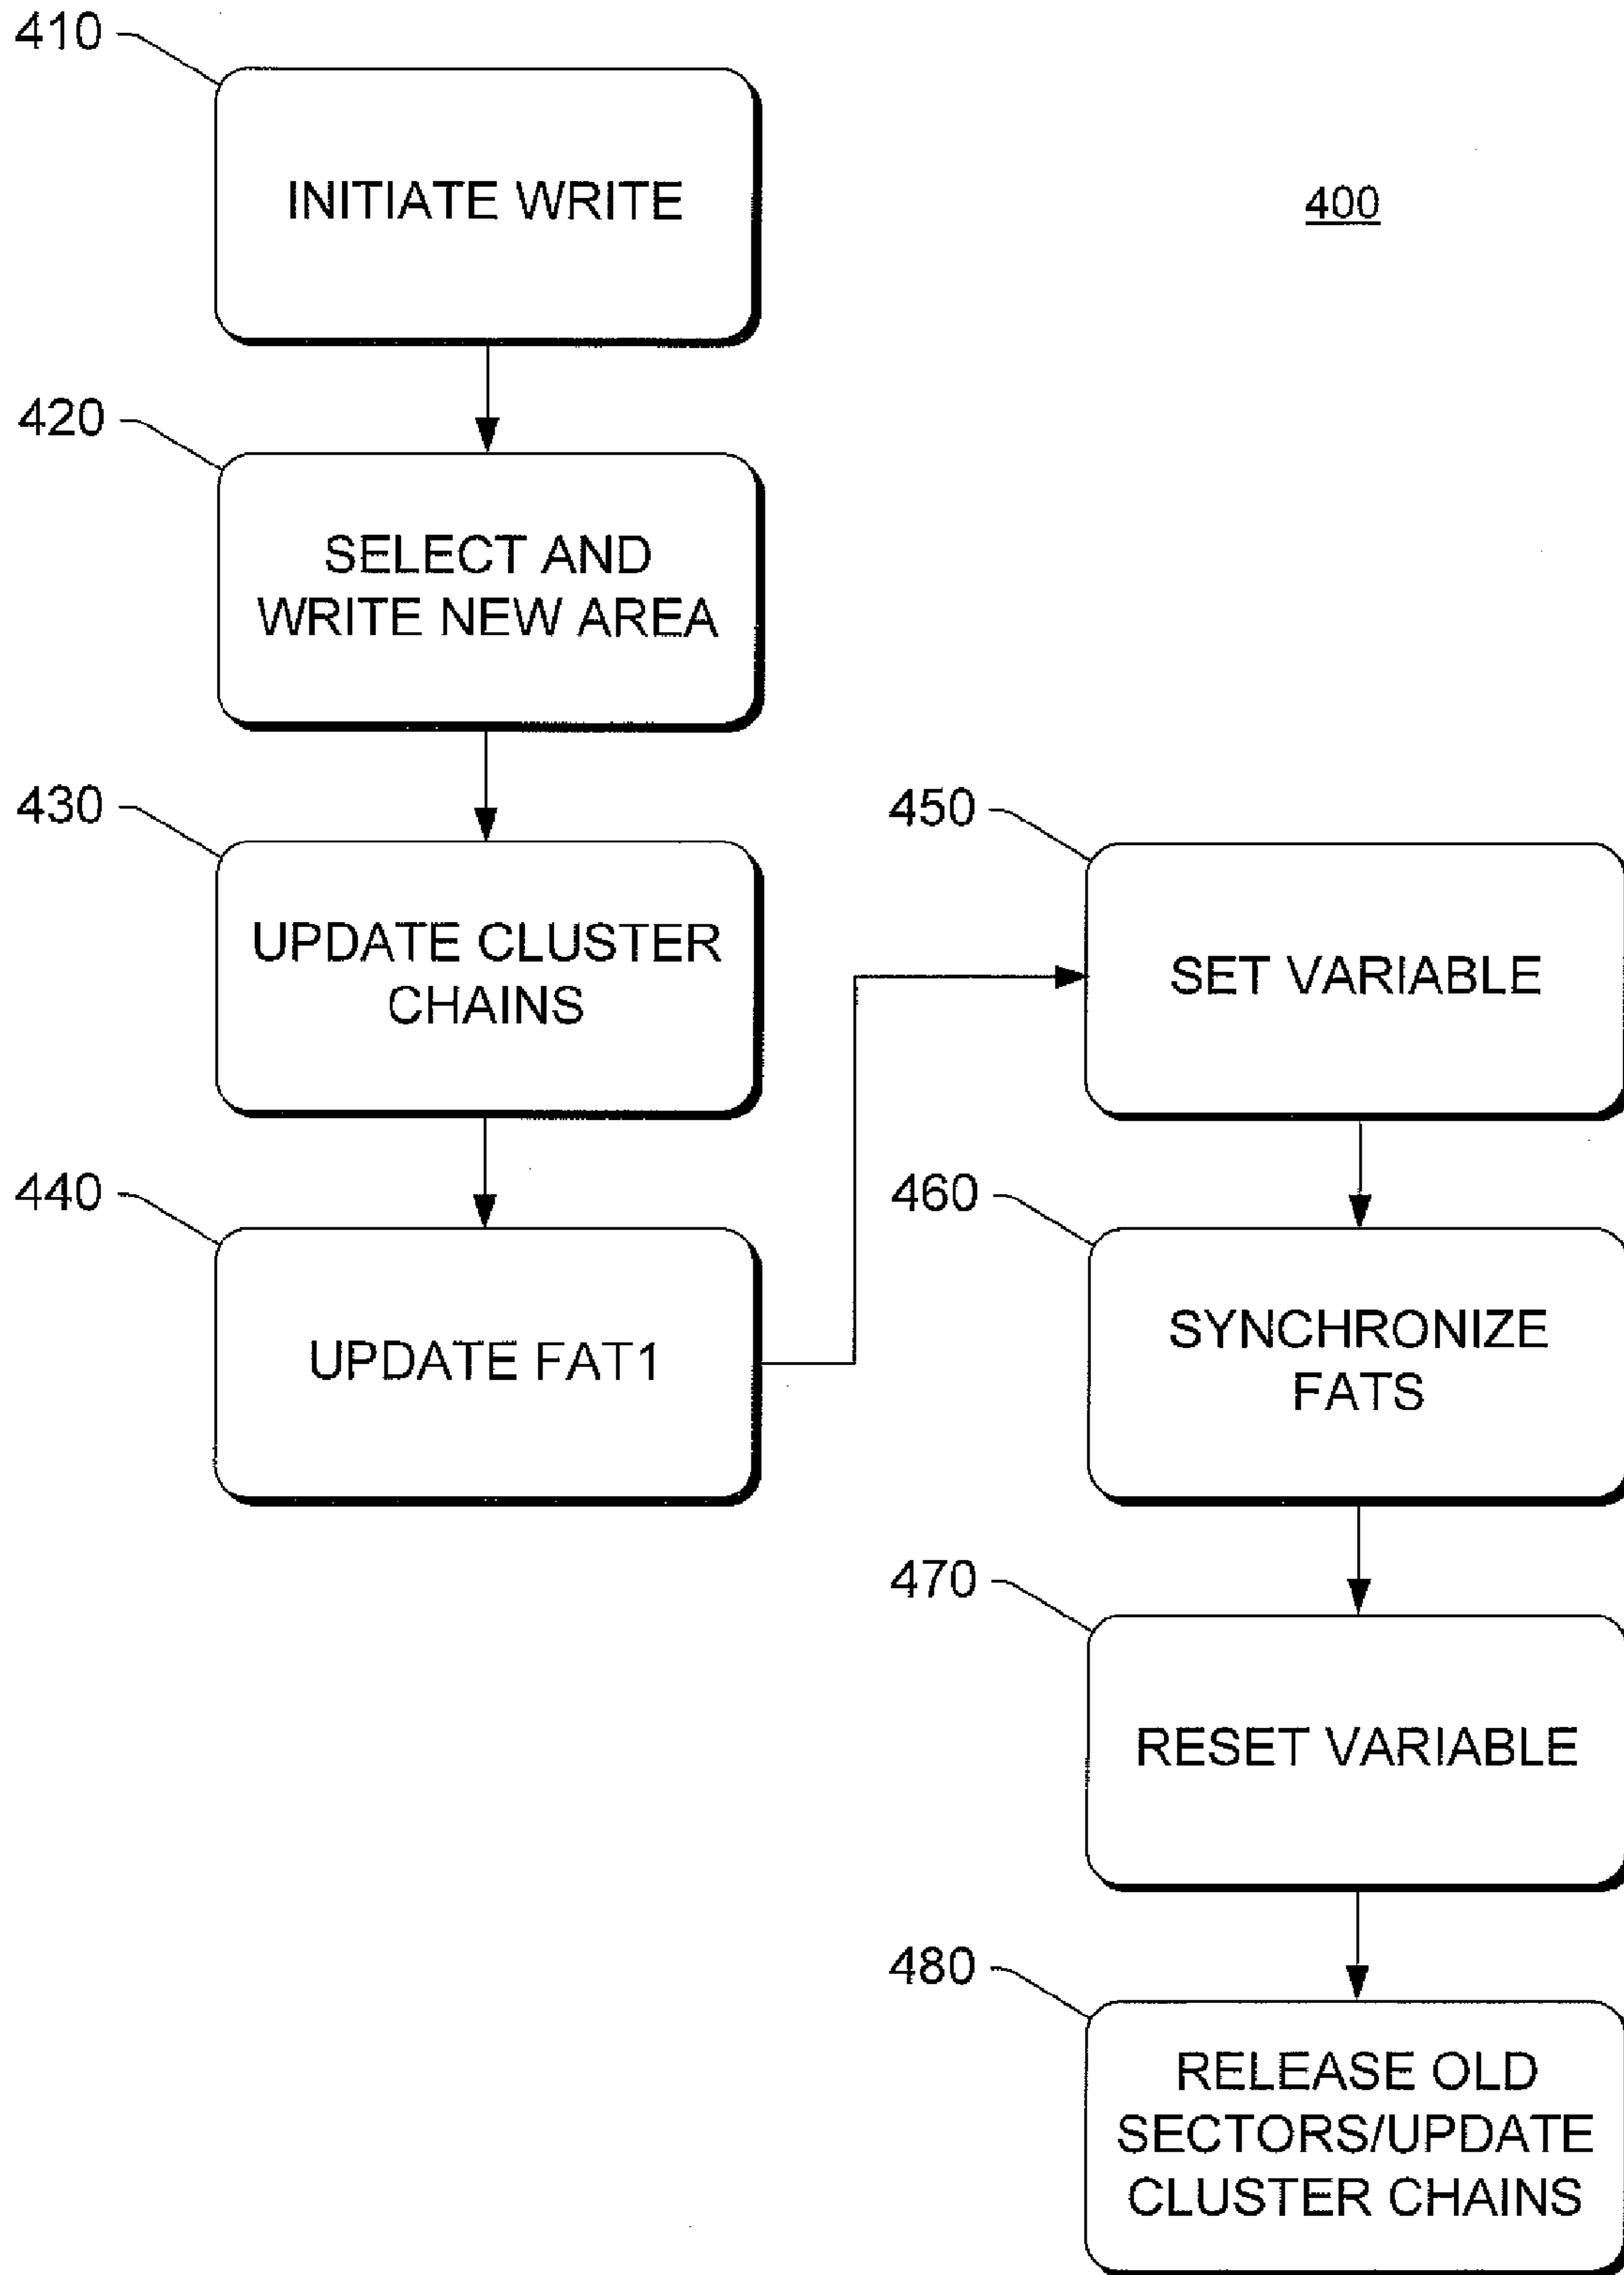 410
INITIATE WRITE
400
420
SELECT AND
WRITE NEW AREA
430
UPDATE CLUSTER
CHAINS
440
UPDATE FAT1
450
SET VARIABLE
460
SYNCHRONIZE
FATS
470
RESET VARIABLE
480
RELEASE OLD
SECTORS/UPDATE
CLUSTER CHAINS